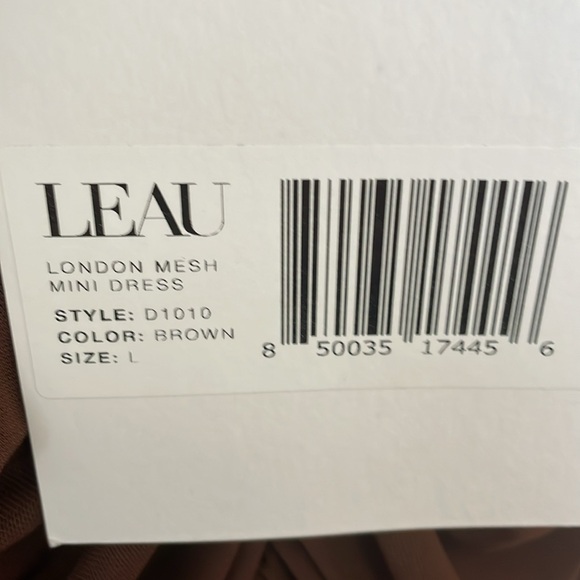 LEAU
LONDON MESH
MINI DRESS
STYLE: D1010
COLOR: BROWN
SIZE: L
8 50035 17445 6